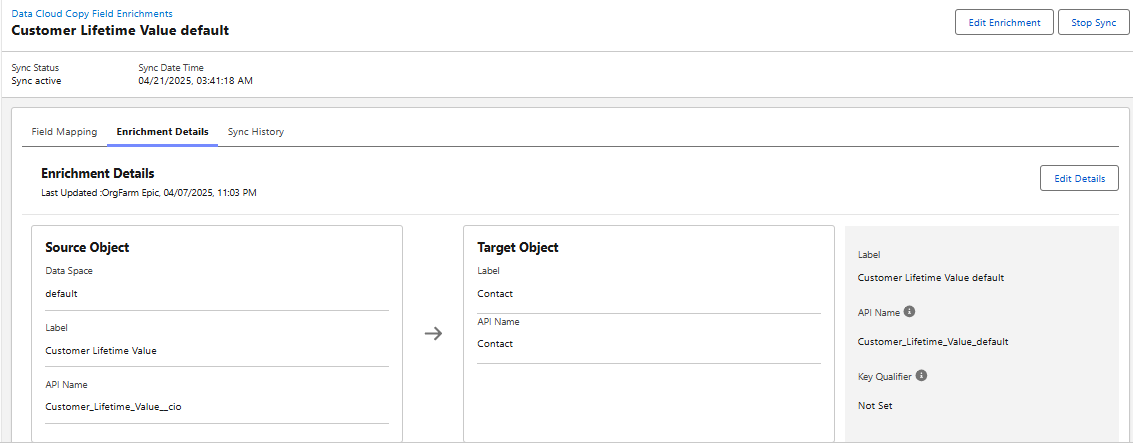 Data Cloud Copy Field Enrichments
Customer Lifetime Value default
Edit Enrichment
Stop Sync
Sync Status
Sync Date Time
Sync active
04/21/2025, 03:41:18 AM
Field Mapping
Enrichment Details
Sync History
Enrichment Details
Last Updated :OrgFarm Epic, 04/07/2025, 11:03 PM
Edit Details
Source Object
Data Space
default
Label
Customer Lifetime Value
API Name
Customer_Lifetime_Value__cio
Target Object
Label
Contact
API Name
Contact
Label
Customer Lifetime Value default
API Name
Customer_Lifetime_Value_default
Key Qualifier
Not Set